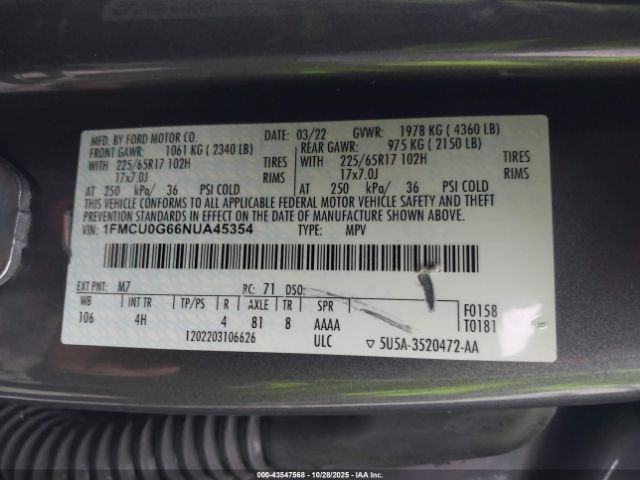 MFD. BY FORD MOTOR CO. 03/22 GVWR: 1978 KG ( 4360 LB)
FRONT GAWR: 1061 KG ( 2340 LB) REAR GAWR: 975 KG ( 2150 LB)
WITH 225/65R17 102H TIRES WITH 225/65R17 102H TIRES
17x7.0J RIMS 17x7.0J RIMS
AT 250 kPa/ 36 PSI COLD AT 250 kPa/ 36 PSI COLD
THIS VEHICLE CONFORMS TO ALL APPLICABLE FEDERAL MOTOR VEHICLE SAFETY AND THEFT
PREVENTION STANDARDS IN EFFECT ON THE DATE OF MANUFACTURE SHOWN ABOVE.
VIN: 1FMCU0G66NUA45354 TYPE: MPV
EXT PNT: M7 RC: 71 DSO:
WB INT TR TP/PS R AXLE TR SPR F0158
106 4H 4 81 8 AAAA T0181
1202203106626 ULC ▽ 5U5A-3520472-AA
000-43547568 | 10/28/2025 | IAAI.COM